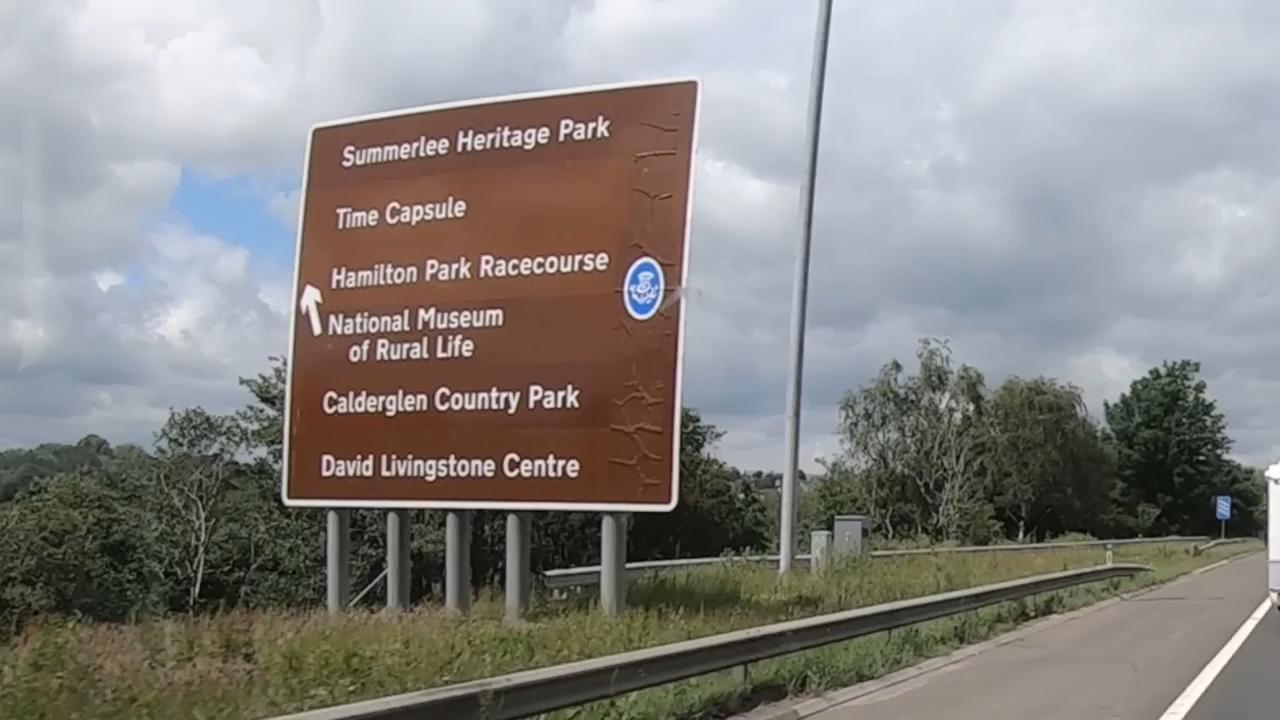 Summerlee Heritage Park
Time Capsule
Hamilton Park Racecourse
National Museum
of Rural Life
Calderglen Country Park
David Livingstone Centre